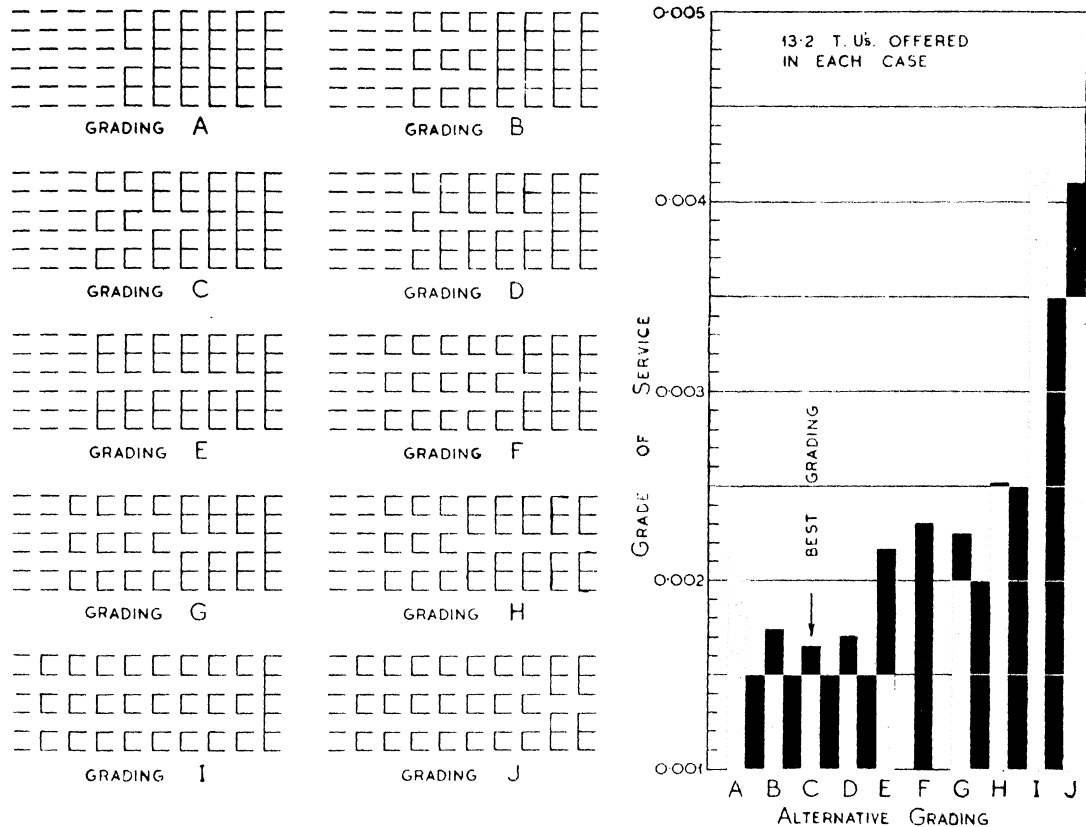 GRADING A
GRADING B
GRADING C
GRADING D
GRADING E
GRADING F
GRADING G
GRADING H
GRADING I
GRADING J
0·005
0·004
0·003
0·002
0·001
GRADE OF SERVICE
13·2 T. U's. OFFERED
IN EACH CASE
BEST GRADING
A B C D E F G H I J
ALTERNATIVE GRADING